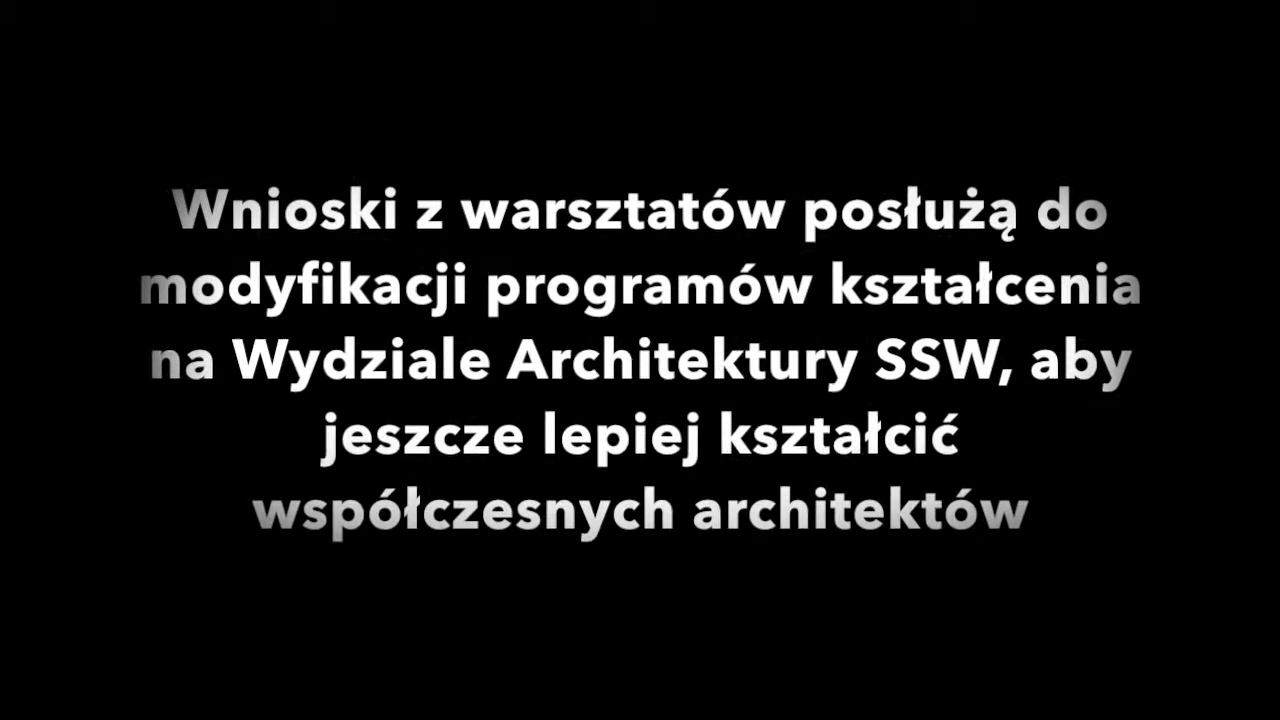 Wnioski z warsztatów posłużą do
modyfikacji programów kształcenia
na Wydziale Architektury SSW, aby
jeszcze lepiej kształcić
współczesnych architektów